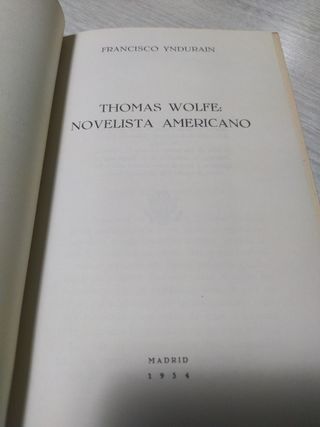 FRANCISCO YNDURAIN
THOMAS WOLFE:
NOVELISTA AMERICANO
MADRID
1954